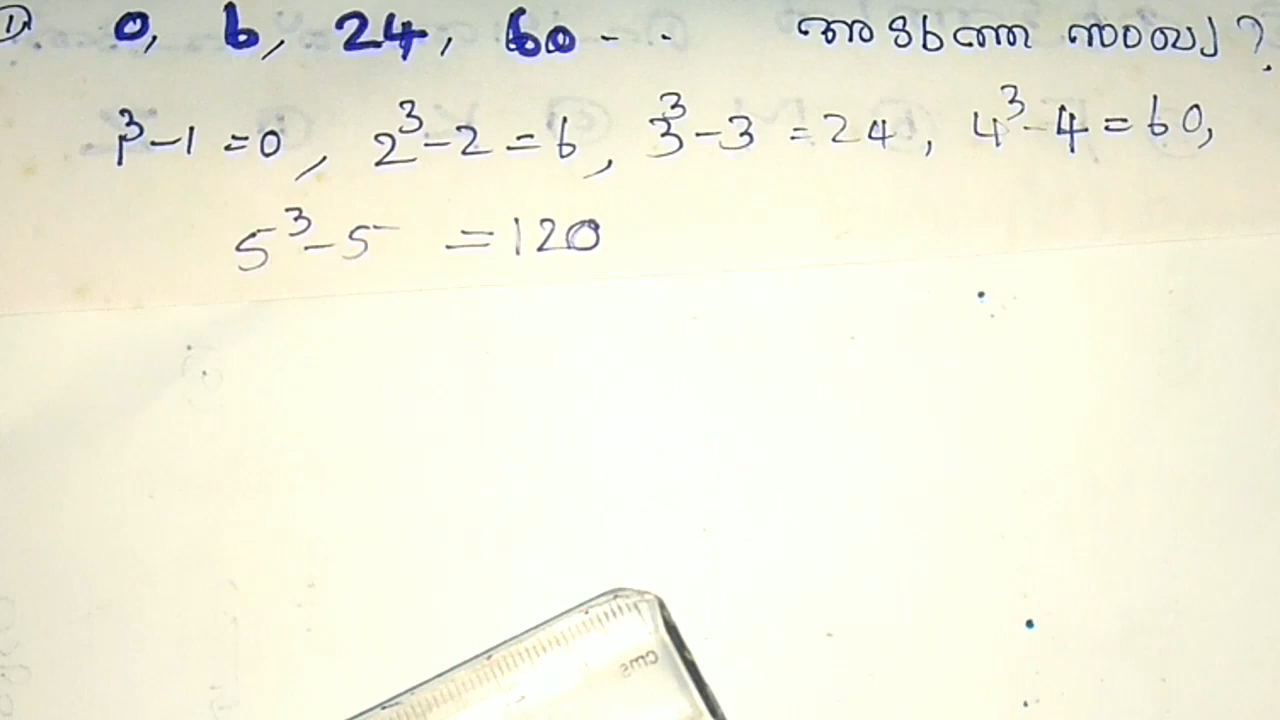 ① 0, 6, 24, 60 - - അടുത്ത സംഖ്യ?
1³-1 = 0, 2³-2 = 6, 3³-3 = 24, 4³-4 = 60,
5³-5 = 120
cms